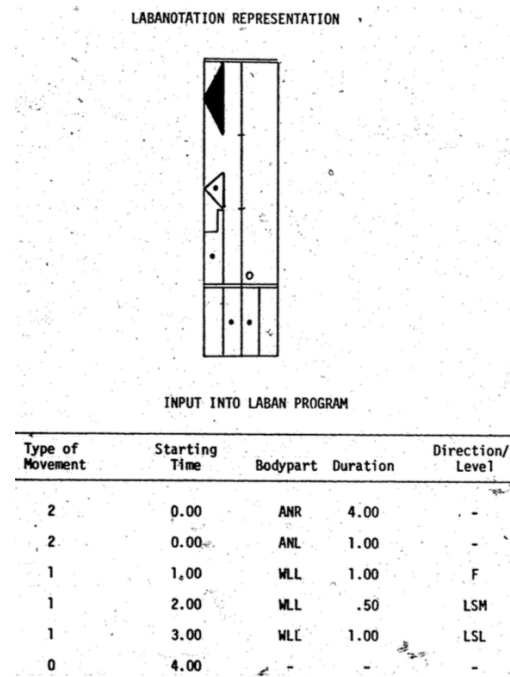 LABANOTATION REPRESENTATION
INPUT INTO LABAN PROGRAM
Type of Movement Starting Time Bodypart Duration Direction/ Level
2 0.00 ANR 4.00 -
2 0.00 ANL 1.00 -
1 1.00 WLL 1.00 F
1 2.00 WLL .50 LSM
1 3.00 WLL 1.00 LSL
0 4.00 - - -